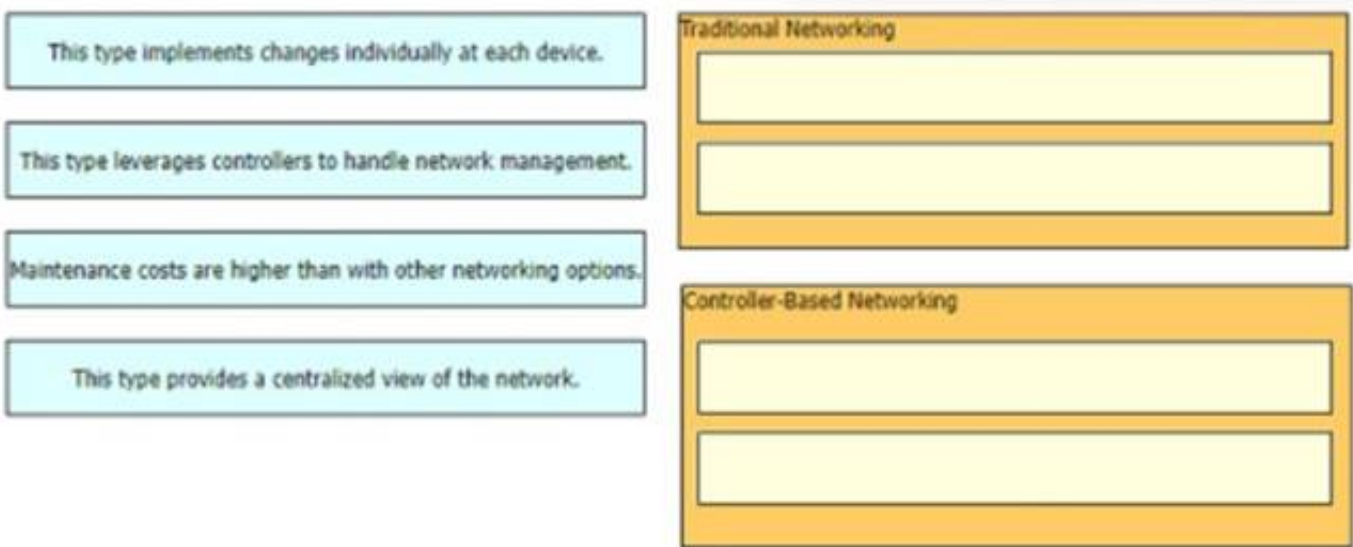 This type implements changes individually at each device.
This type leverages controllers to handle network management.
Maintenance costs are higher than with other networking options.
This type provides a centralized view of the network.
Traditional Networking
Controller-Based Networking